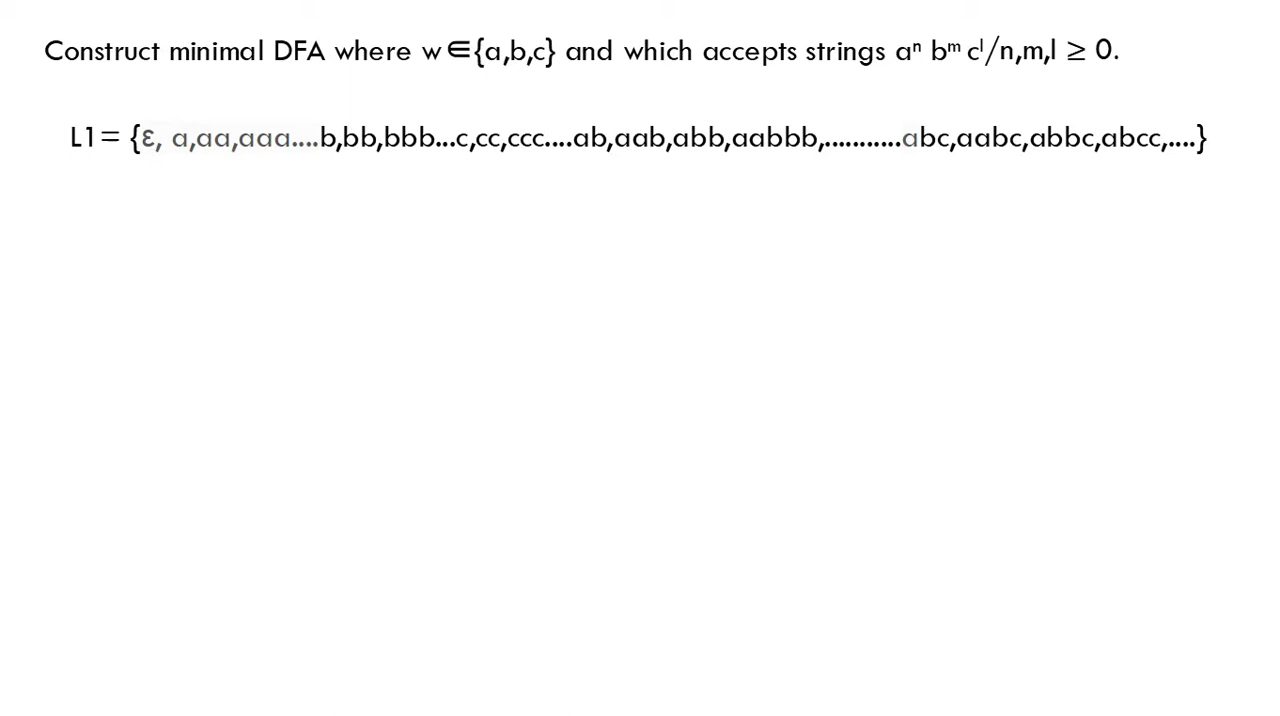 Construct minimal DFA where w∈{a,b,c} and which accepts strings aⁿ bᵐ cˡ/n,m,l ≥ 0.
L1= {ε, a,aa,aaa....b,bb,bbb...c,cc,ccc....ab,aab,abb,aabbb,...........abc,aabc,abbc,abcc,....}